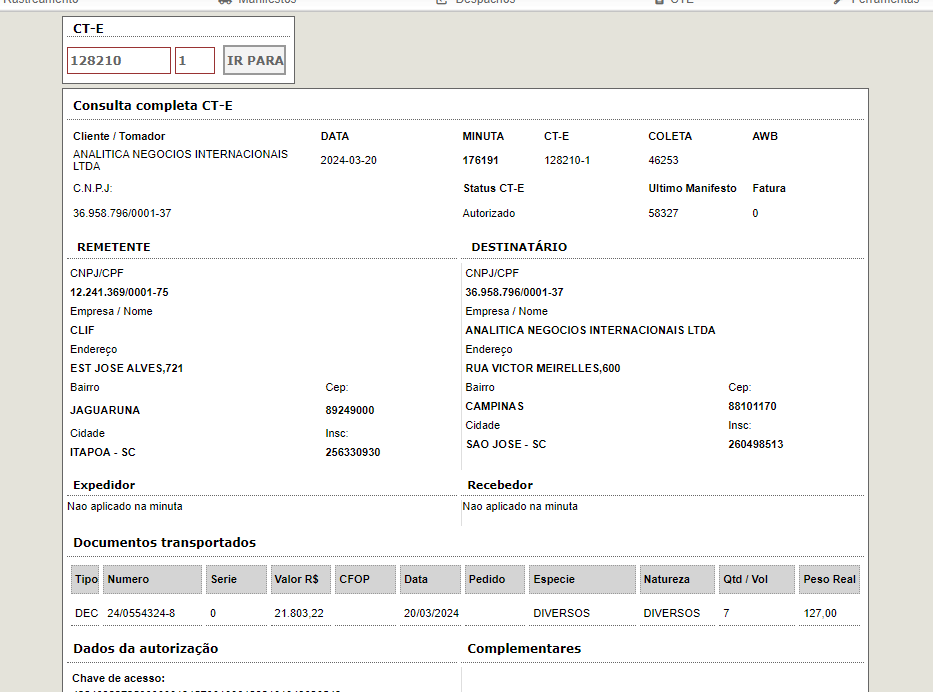 Rastreamento Manifestos Despachos CTE Ferramentas
CT-E
128210 1 IR PARA
Consulta completa CT-E
Cliente / Tomador DATA MINUTA CT-E COLETA AWB
ANALITICA NEGOCIOS INTERNACIONAIS
LTDA
2024-03-20 176191 128210-1 46253
C.N.P.J: Status CT-E Ultimo Manifesto Fatura
36.958.796/0001-37 Autorizado 58327 0
REMETENTE
CNPJ/CPF
12.241.369/0001-75
Empresa / Nome
CLIF
Endereço
EST JOSE ALVES,721
Bairro Cep:
JAGUARUNA 89249000
Cidade Insc:
ITAPOA - SC 256330930
DESTINATÁRIO
CNPJ/CPF
36.958.796/0001-37
Empresa / Nome
ANALITICA NEGOCIOS INTERNACIONAIS LTDA
Endereço
RUA VICTOR MEIRELLES,600
Bairro Cep:
CAMPINAS 88101170
Cidade Insc:
SAO JOSE - SC 260498513
Expedidor
Nao aplicado na minuta
Recebedor
Nao aplicado na minuta
Documentos transportados
Tipo Numero Serie Valor R$ CFOP Data Pedido Especie Natureza Qtd / Vol Peso Real
DEC 24/0554324-8 0 21.803,22 20/03/2024 DIVERSOS DIVERSOS 7 127,00
Dados da autorização
Complementares
Chave de acesso: